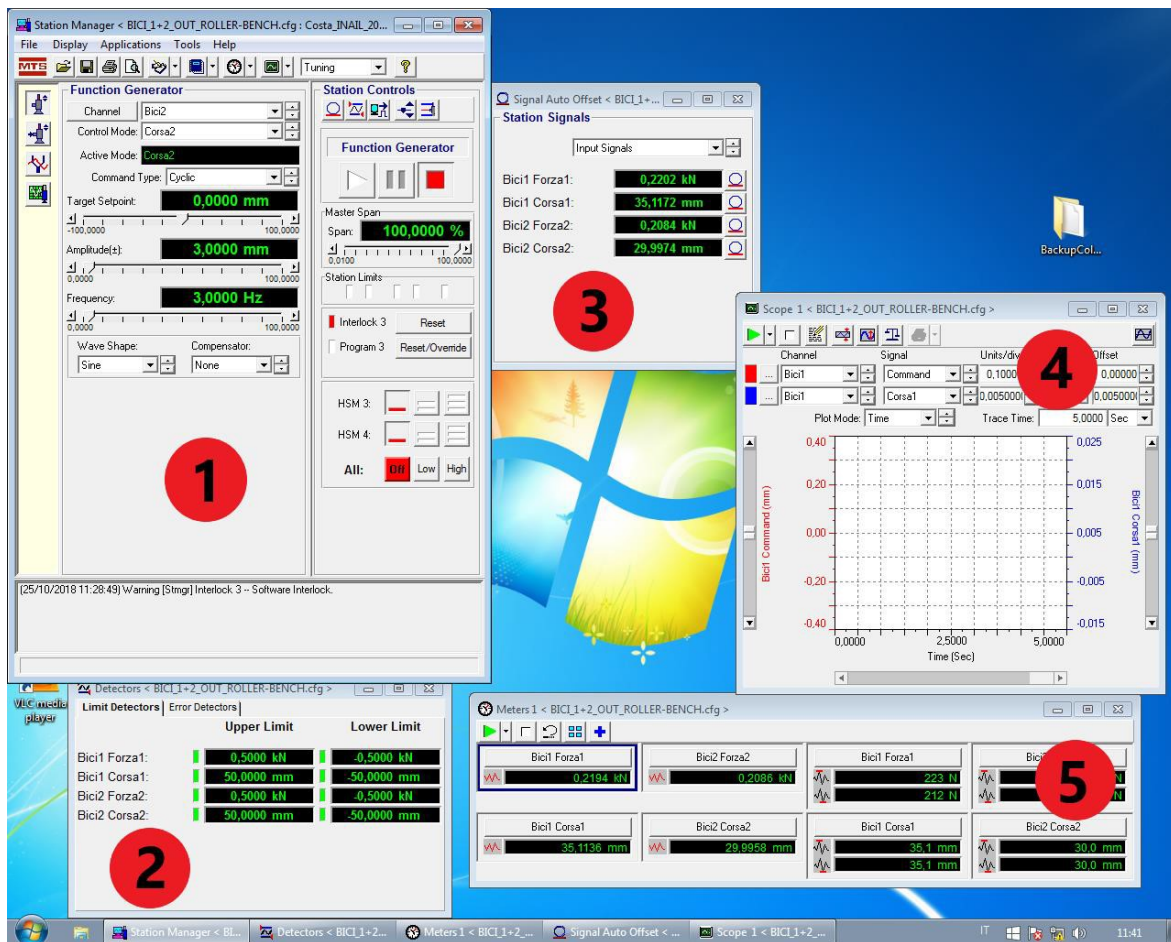 Station Manager < BICI_1+2_OUT_ROLLER-BENCH.cfg : Costa_INAIL_20...
File Display Applications Tools Help
MTS Tuning ?
Function Generator
Channel Bici2
Control Mode: Corsa2
Active Mode: Corsa2
Command Type: Cyclic
Target Setpoint: 0,0000 mm
-100,0000 100,0000
Amplitude(±): 3,0000 mm
0,0000 100,0000
Frequency: 3,0000 Hz
0,0000 100,0000
Wave Shape: Compensator:
Sine None
1
Station Controls
Function Generator
Master Span
Span: 100,0000 %
0,0100 100,0000
Station Limits
Interlock 3 Reset
Program 3 Reset/Override
HSM 3:
HSM 4:
All: Off Low High
(25/10/2018 11:28:49) Warning [Stmgr] Interlock 3 -- Software Interlock.
Signal Auto Offset < BICI_1+...
Station Signals
Input Signals
Bici1 Forza1: 0,2202 kN
Bici1 Corsa1: 35,1172 mm
Bici2 Forza2: 0,2084 kN
Bici2 Corsa2: 29,9974 mm
3
BackupCol...
Scope 1 < BICI_1+2_OUT_ROLLER-BENCH.cfg >
Channel Signal Units/div Offset
... Bici1 Command 0,1000 0,00000
... Bici1 Corsa1 0,005000 0,005000
4
Plot Mode: Time Trace Time: 5,0000 Sec
0,40 0,025
0,20 0,015
0,00 0,005
-0,20 -0,005
-0,40 -0,015
Bici1 Command (mm)
Bici1 Corsa1 (mm)
0,0000 2,5000 5,0000
Time (Sec)
VLC media
player
Detectors < BICI_1+2_OUT_ROLLER-BENCH.cfg >
Limit Detectors Error Detectors
Upper Limit Lower Limit
Bici1 Forza1: 0,5000 kN -0,5000 kN
Bici1 Corsa1: 50,0000 mm -50,0000 mm
Bici2 Forza2: 0,5000 kN -0,5000 kN
Bici2 Corsa2: 50,0000 mm -50,0000 mm
2
Meters 1 < BICI_1+2_OUT_ROLLER-BENCH.cfg >
Bici1 Forza1 Bici2 Forza2 Bici1 Forza1
0,2194 kN 0,2086 kN 223 N N
212 N N
5
Bici1 Corsa1 Bici2 Corsa2 Bici1 Corsa1 Bici2 Corsa2
35,1136 mm 29,9958 mm 35,1 mm 30,0 mm
35,1 mm 30,0 mm
Station Manager < BI... Detectors < BICI_1+2... Meters 1 < BICI_1+2_... Signal Auto Offset < ... Scope 1 < BICI_1+2_... IT 11:41